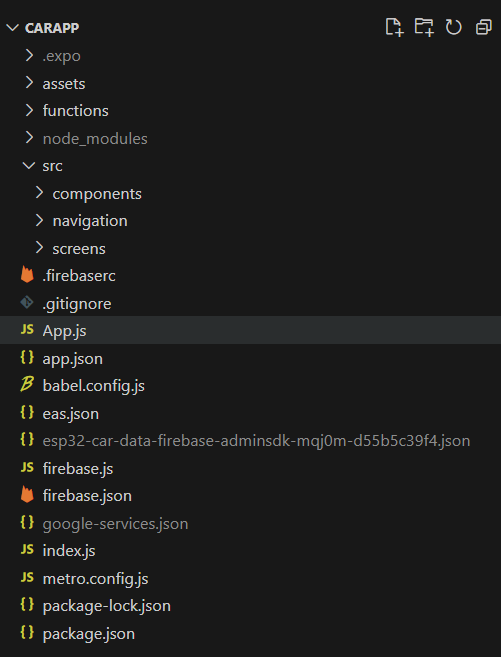 CARAPP
.expo
assets
functions
node_modules
src
components
navigation
screens
.firebaserc
.gitignore
JS App.js
{} app.json
babel.config.js
{} eas.json
{} esp32-car-data-firebase-adminsdk-mqj0m-d55b5c39f4.json
JS firebase.js
firebase.json
{} google-services.json
JS index.js
JS metro.config.js
{} package-lock.json
{} package.json